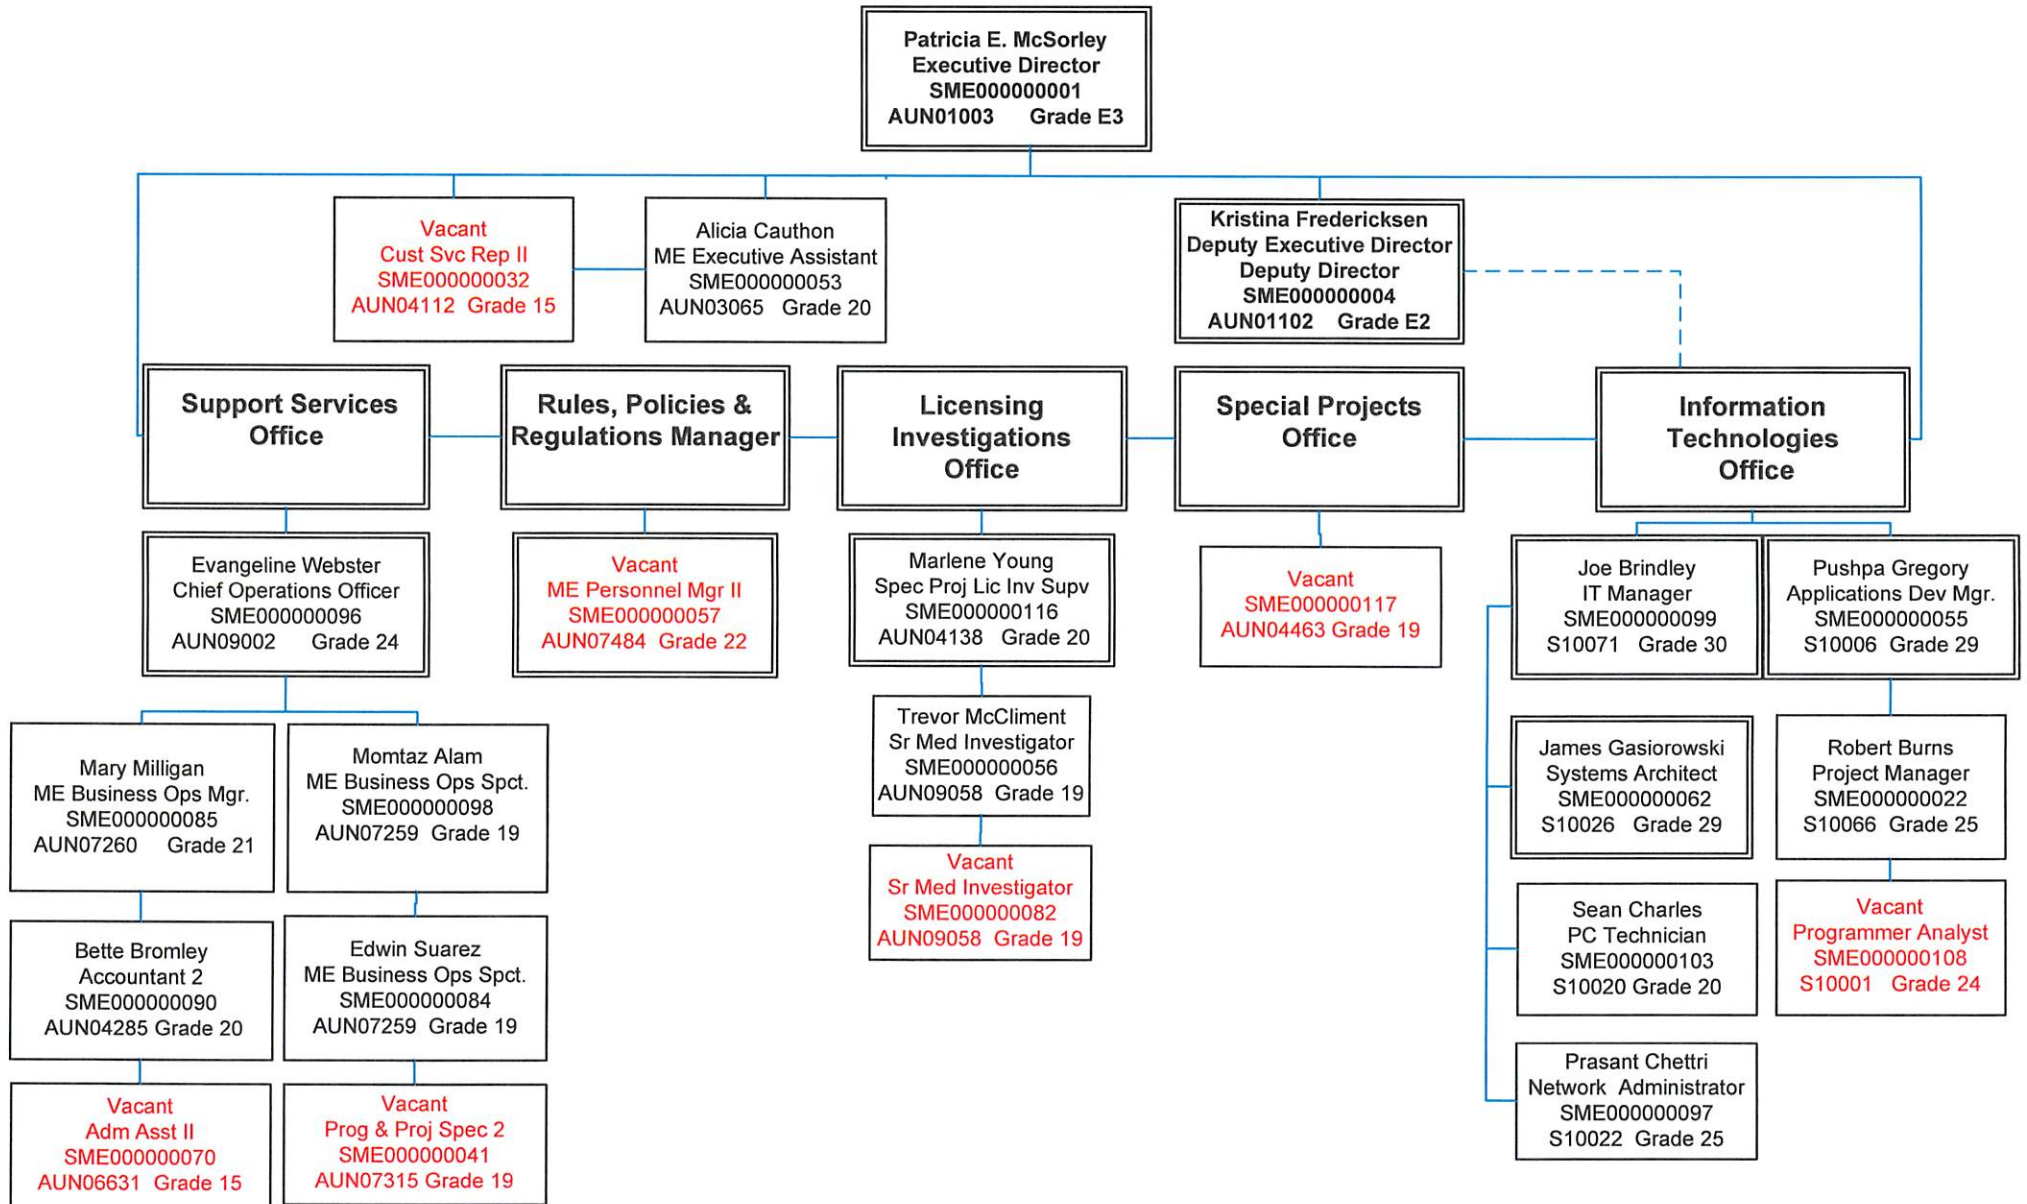 Patricia E. McSorley
Executive Director
SME000000001
AUN01003 Grade E3
Vacant
Cust Svc Rep II
SME000000032
AUN04112 Grade 15
Alicia Cauthon
ME Executive Assistant
SME000000053
AUN03065 Grade 20
Kristina Fredericksen
Deputy Executive Director
Deputy Director
SME000000004
AUN01102 Grade E2
Support Services
Office
Rules, Policies &
Regulations Manager
Licensing
Investigations
Office
Special Projects
Office
Information
Technologies
Office
Evangeline Webster
Chief Operations Officer
SME000000096
AUN09002 Grade 24
Vacant
ME Personnel Mgr II
SME000000057
AUN07484 Grade 22
Marlene Young
Spec Proj Lic Inv Supv
SME000000116
AUN04138 Grade 20
Vacant
SME000000117
AUN04463 Grade 19
Joe Brindley
IT Manager
SME000000099
S10071 Grade 30
Pushpa Gregory
Applications Dev Mgr.
SME000000055
S10006 Grade 29
Mary Milligan
ME Business Ops Mgr.
SME000000085
AUN07260 Grade 21
Momtaz Alam
ME Business Ops Spct.
SME000000098
AUN07259 Grade 19
Trevor McCliment
Sr Med Investigator
SME000000056
AUN09058 Grade 19
James Gasiorowski
Systems Architect
SME000000062
S10026 Grade 29
Robert Burns
Project Manager
SME000000022
S10066 Grade 25
Vacant
Sr Med Investigator
SME000000082
AUN09058 Grade 19
Bette Bromley
Accountant 2
SME000000090
AUN04285 Grade 20
Edwin Suarez
ME Business Ops Spct.
SME000000084
AUN07259 Grade 19
Sean Charles
PC Technician
SME000000103
S10020 Grade 20
Vacant
Programmer Analyst
SME000000108
S10001 Grade 24
Vacant
Adm Asst II
SME000000070
AUN06631 Grade 15
Vacant
Prog & Proj Spec 2
SME000000041
AUN07315 Grade 19
Prasant Chettri
Network Administrator
SME000000097
S10022 Grade 25